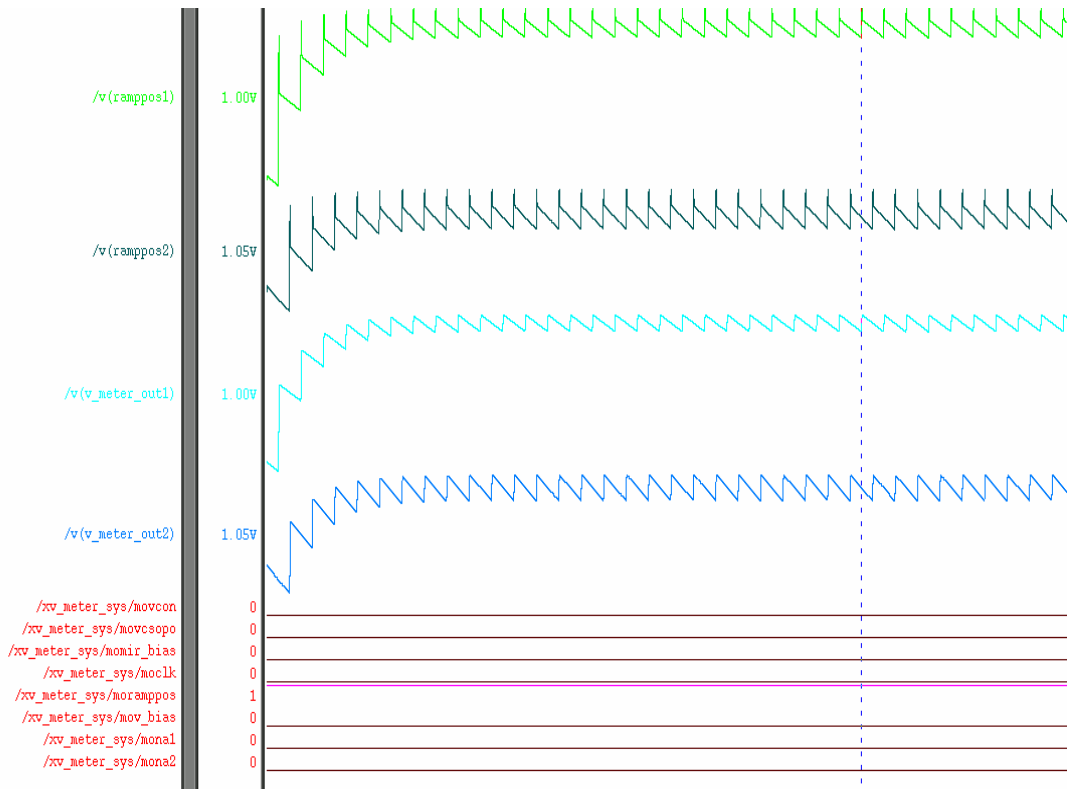 /v(ramppos1) 1.00V
/v(ramppos2) 1.05V
/v(v_meter_out1) 1.00V
/v(v_meter_out2) 1.05V
/xv_meter_sys/movcon 0
/xv_meter_sys/movcsopo 0
/xv_meter_sys/momir_bias 0
/xv_meter_sys/moclk 0
/xv_meter_sys/moramppos 1
/xv_meter_sys/mov_bias 0
/xv_meter_sys/mona1 0
/xv_meter_sys/mona2 0